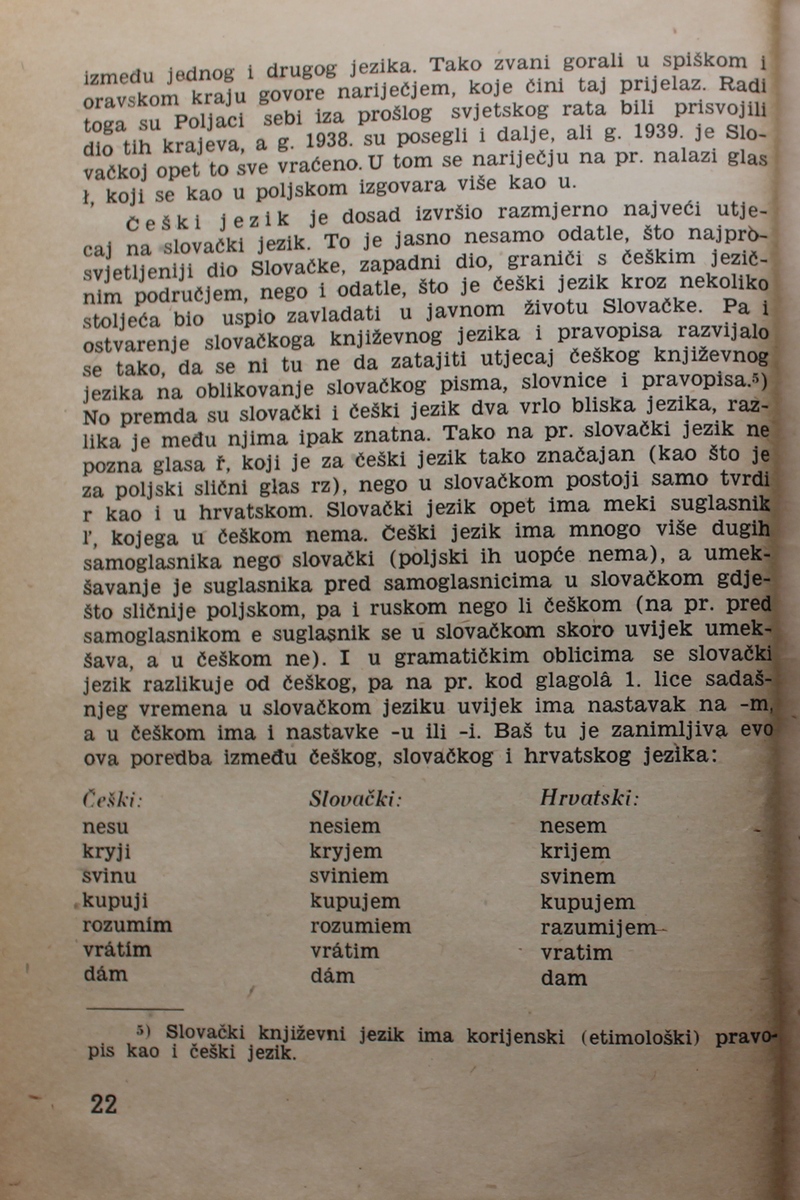 između jednog i drugog jezika. Tako zvani gorali u spiškom i
oravskom kraju govore narječjem, koje čini taj prijelaz. Radi
toga su Poljaci sebi iza prošlog svjetskog rata bili prisvojili
dio tih krajeva, a g. 1938. su posegli i dalje, ali g. 1939. je Slo-
vačkoj opet to sve vraćeno. U tom se narječju na pr. nalazi glas
ł, koji se kao u poljskom izgovara više kao u.
Češki jezik je dosad izvršio razmjerno najveći utje-
caj na slovački jezik. To je jasno nesamo odatle, što najpro-
svjetljeniji dio Slovačke, zapadni dio, graniči s češkim jezič-
nim područjem, nego i odatle, što je češki jezik kroz nekoliko
stoljeća bio uspio zavladati u javnom životu Slovačke. Pa i
ostvarenje slovačkoga književnog jezika i pravopisa razvijalo
se tako, da se ni tu ne da zatajiti utjecaj češkog književnog
jezika na oblikovanje slovačkog pisma, slovnice i pravopisa.⁵)
No premda su slovački i češki jezik dva vrlo bliska jezika, raz-
lika je među njima ipak znatna. Tako na pr. slovački jezik ne
pozna glasa ř, koji je za češki jezik tako značajan (kao što je
za poljski slični glas rz), nego u slovačkom postoji samo tvrdi
r kao i u hrvatskom. Slovački jezik opet ima meki suglasnik
l', kojega u češkom nema. Češki jezik ima mnogo više dugih
samoglasnika nego slovački (poljski ih uopće nema), a umek-
šavanje je suglasnika pred samoglasnicima u slovačkom gdje-
što sličnije poljskom, pa i ruskom nego li češkom (na pr. pred
samoglasnikom e suglasnik se u slovačkom skoro uvijek umek-
šava, a u češkom ne). I u gramatičkim oblicima se slovački
jezik razlikuje od češkog, pa na pr. kod glagolâ 1. lice sadaš-
njeg vremena u slovačkom jeziku uvijek ima nastavak na -m,
a u češkom ima i nastavke -u ili -i. Baš tu je zanimljiva evo
ova poredba između češkog, slovačkog i hrvatskog jezika:
Češki: Slovački: Hrvatski:
nesu nesiem nesem
kryji kryjem krijem
svinu sviniem svinem
kupuji kupujem kupujem
rozumím rozumiem razumijem
vrátím vrátim vratim
dám dám dam
⁵) Slovački književni jezik ima korijenski (etimološki) pravo-
pis kao i češki jezik.
22